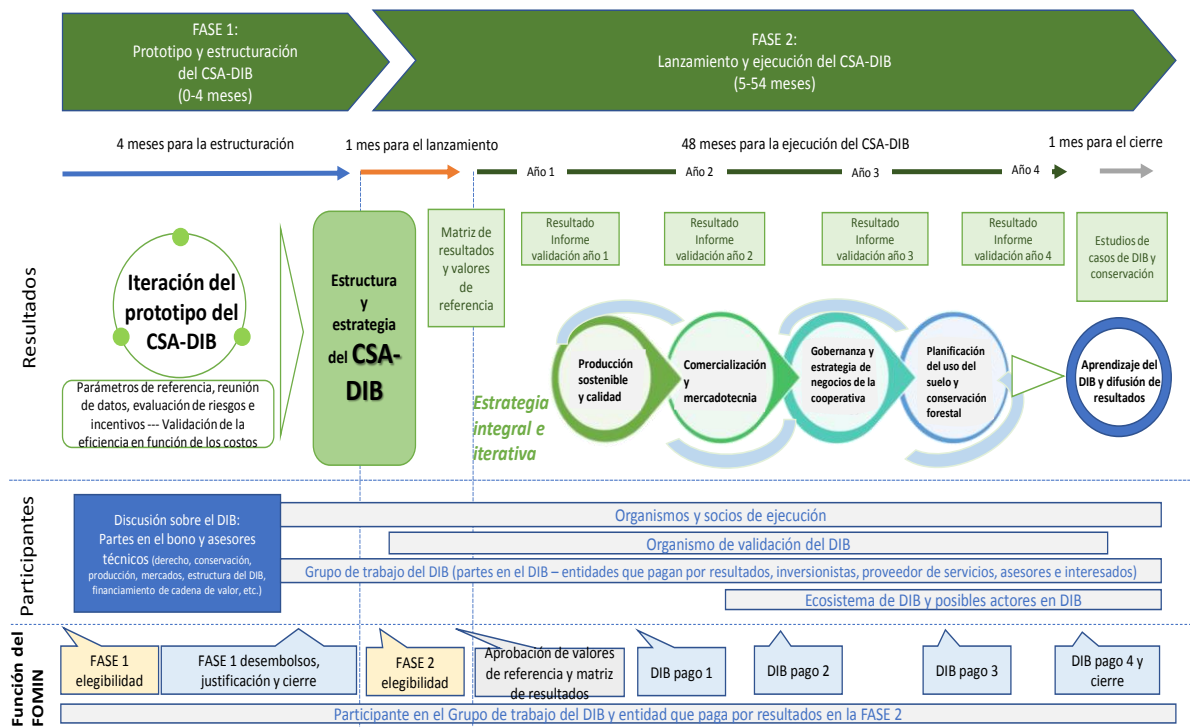 FASE 1:
Prototipo y estructuración
del CSA-DIB
(0-4 meses)
FASE 2:
Lanzamiento y ejecución del CSA-DIB
(5-54 meses)
4 meses para la estructuración
1 mes para el lanzamiento
48 meses para la ejecución del CSA-DIB
1 mes para el cierre
Año 1
Año 2
Año 3
Año 4
Resultados
Iteración del
prototipo del
CSA-DIB
Parámetros de referencia, reunión
de datos, evaluación de riesgos e
incentivos --- Validación de la
eficiencia en función de los costos
Estructura
y
estrategia
del CSA-
DIB
Matriz de
resultados
y valores
de
referencia
Resultado
Informe
validación año 1
Resultado
Informe
validación año 2
Resultado
Informe
validación año 3
Resultado
Informe
validación año 4
Estudios de
casos de DIB y
conservación
Estrategia
integral e
iterativa
Producción
sostenible
y calidad
Comercialización
y
mercadotecnia
Gobernanza y
estrategia de
negocios de la
cooperativa
Planificación
del uso del
suelo y
conservación
forestal
Aprendizaje del
DIB y difusión de
resultados
Participantes
Discusión sobre el DIB:
Partes en el bono y asesores
técnicos (derecho, conservación,
producción, mercados, estructura del DIB,
financiamiento de cadena de valor, etc.)
Organismos y socios de ejecución
Organismo de validación del DIB
Grupo de trabajo del DIB (partes en el DIB – entidades que pagan por resultados, inversionistas, proveedor de servicios, asesores e interesados)
Ecosistema de DIB y posibles actores en DIB
Función del
FOMIN
FASE 1
elegibilidad
FASE 1 desembolsos,
justificación y cierre
FASE 2
elegibilidad
Aprobación de valores
de referencia y matriz
de resultados
DIB pago 1
DIB pago 2
DIB pago 3
DIB pago 4 y
cierre
Participante en el Grupo de trabajo del DIB y entidad que paga por resultados en la FASE 2